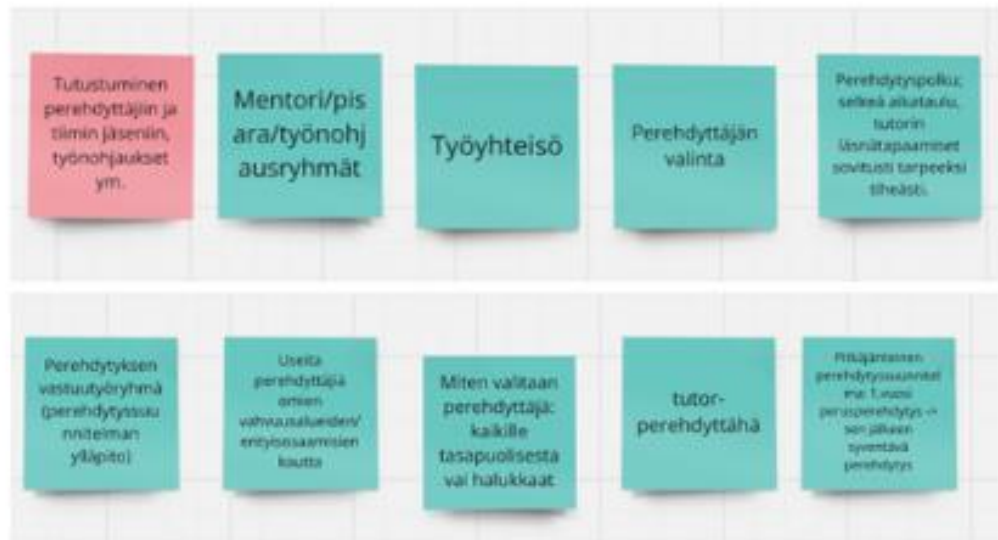 Tutustuminen
perehdyttäjiin ja
tiimin jäseniin,
työnohjaukset
ym.
Mentori/pis
ara/työnohj
ausryhmät
Työyhteisö
Perehdyttäjän
valinta
Perehdytyspolku;
selkeä aikataulu,
tutorin
läsnätapaamiset
sovitusti tarpeeksi
tiheästi.
Perehdytyksen
vastuutyöryhmä
(perehdytyssuu
nnitelman
ylläpito)
Useita
perehdyttäjiä
omien
vahvuusalueiden/
erityisosaamisien
kautta
Miten valitaan
perehdyttäjä:
kaikille
tasapuolisesta
vai halukkaat
tutor-
perehdyttähä
Pitkäjänteinen
perehdytyssuunnitel
ma: 1.vuosi
perusperehdytys ->
sen jälkeen
syventävä
perehdytys